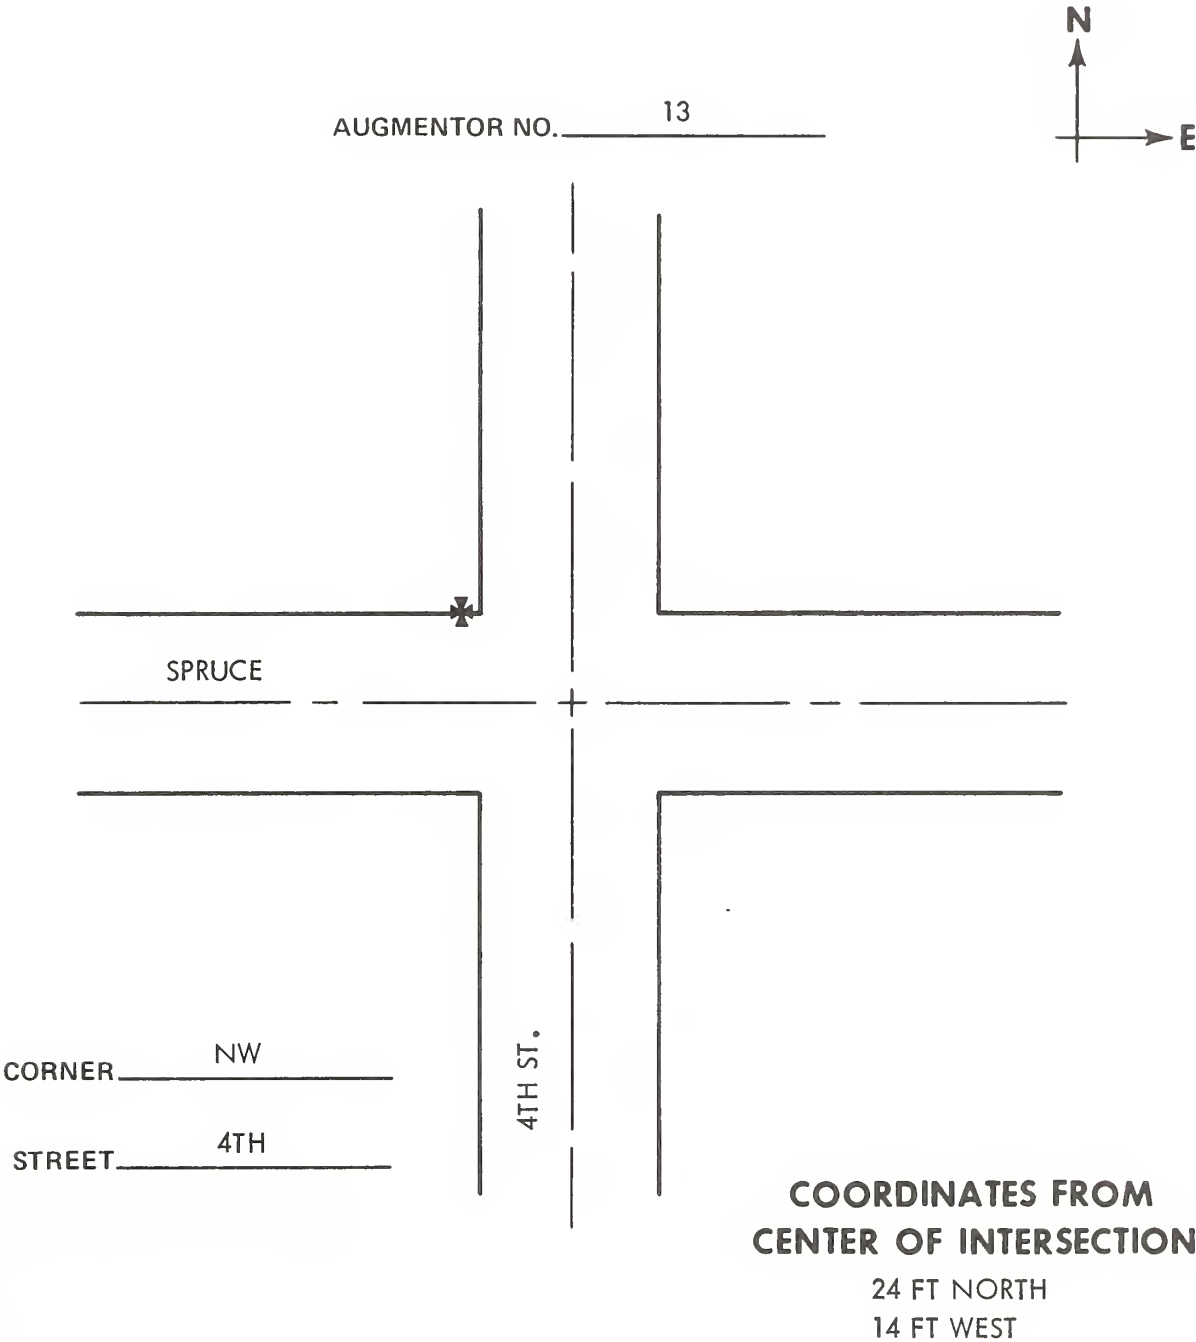 N
AUGMENTOR NO. 13
E
SPRUCE
4TH ST.
CORNER NW
STREET 4TH
COORDINATES FROM
CENTER OF INTERSECTION
24 FT NORTH
14 FT WEST